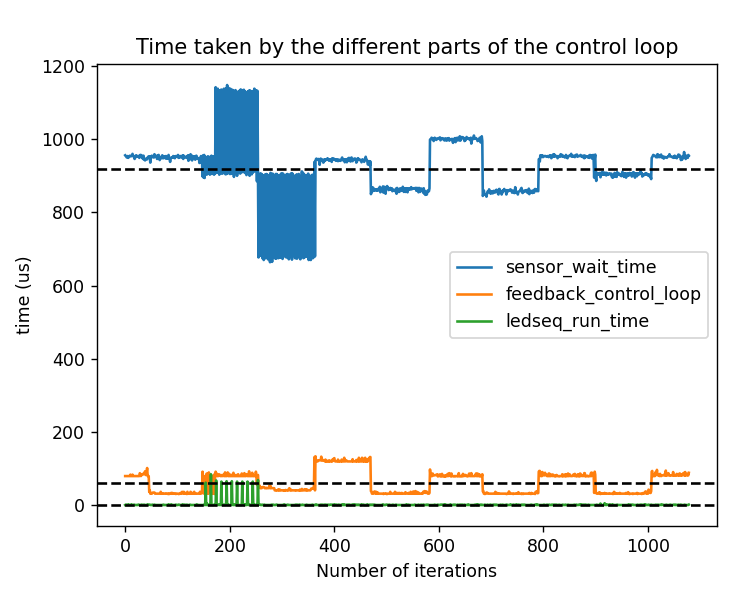 Time taken by the different parts of the control loop
1200
1000
800
600
400
200
0
time (us)
sensor_wait_time
feedback_control_loop
ledseq_run_time
0 200 400 600 800 1000
Number of iterations